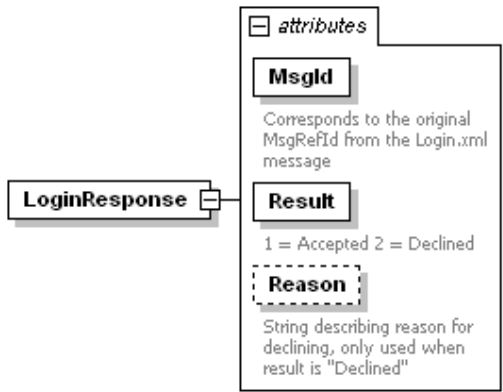 attributes
MsgId
Corresponds to the original
MsgRefId from the Login.xml
message
LoginResponse
Result
1 = Accepted 2 = Declined
Reason
String describing reason for
declining, only used when
result is "Declined"